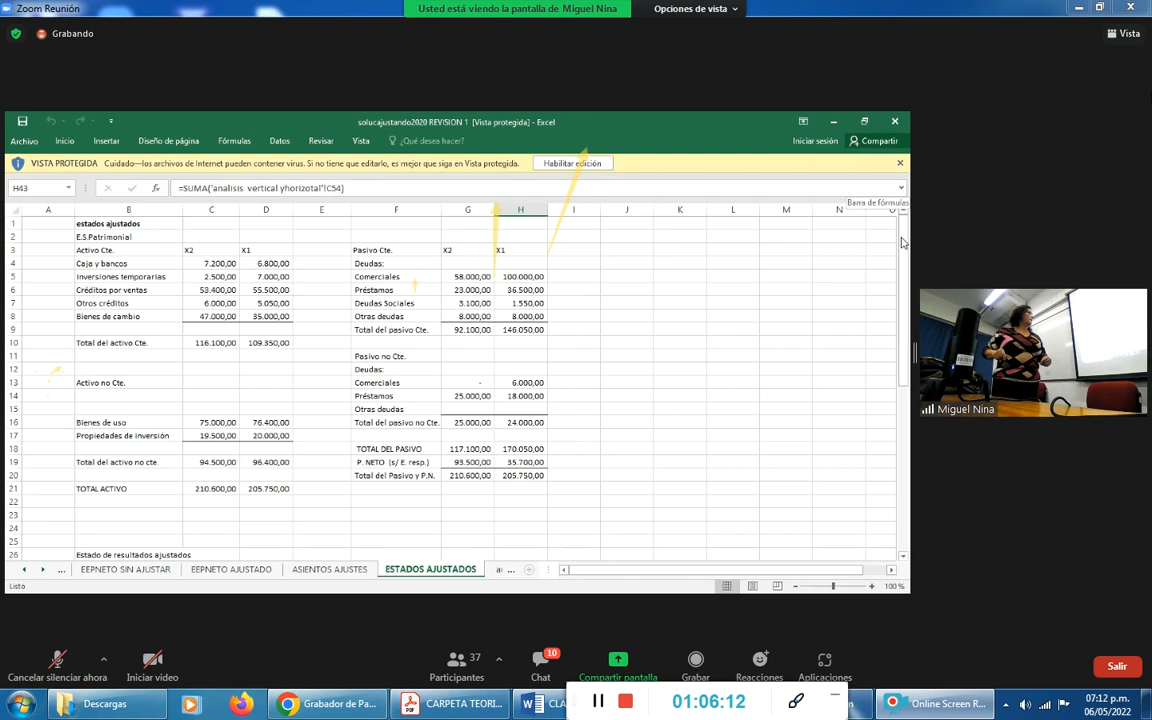 Zoom Reunión
Usted está viendo la pantalla de Miguel Nina
Opciones de vista
Grabando
Vista
solucajustando2020 REVISION 1 [Vista protegida] - Excel
Archivo Inicio Insertar Diseño de página Fórmulas Datos Revisar Vista ¿Qué desea hacer? Iniciar sesión Compartir
VISTA PROTEGIDA Cuidado—los archivos de Internet pueden contener virus. Si no tiene que editarlo, es mejor que siga en Vista protegida. Habilitar edición
H43 fx =SUMA('analisis vertical yhorizotal'!C54)
Barra de fórmulas
A B C D E F G H I J K L M N O
1 estados ajustados
2 E.S.Patrimonial
3 Activo Cte. X2 X1 Pasivo Cte. X2 X1
4 Caja y bancos 7.200,00 6.800,00 Deudas:
5 Inversiones temporarias 2.500,00 7.000,00 Comerciales 58.000,00 100.000,00
6 Créditos por ventas 53.400,00 55.500,00 Préstamos 23.000,00 36.500,00
7 Otros créditos 6.000,00 5.050,00 Deudas Sociales 3.100,00 1.550,00
8 Bienes de cambio 47.000,00 35.000,00 Otras deudas 8.000,00 8.000,00
9 Total del pasivo Cte. 92.100,00 146.050,00
10 Total del activo Cte. 116.100,00 109.350,00
11 Pasivo no Cte.
12 Deudas:
13 Activo no Cte. Comerciales - 6.000,00
14 Préstamos 25.000,00 18.000,00
15 Otras deudas
16 Bienes de uso 75.000,00 76.400,00 Total del pasivo no Cte. 25.000,00 24.000,00
17 Propiedades de inversión 19.500,00 20.000,00
18 TOTAL DEL PASIVO 117.100,00 170.050,00
19 Total del activo no cte. 94.500,00 96.400,00 P. NETO (s/ E. resp.) 93.500,00 35.700,00
20 Total del Pasivo y P.N. 210.600,00 205.750,00
21 TOTAL ACTIVO 210.600,00 205.750,00
22
23
24
25
26 Estado de resultados ajustados
... EEPNETO SIN AJUSTAR EEPNETO AJUSTADO ASIENTOS AJUSTES ESTADOS AJUSTADOS ...
Listo 100 %
Miguel Nina
37 10
Cancelar silenciar ahora Iniciar video Participantes Chat Compartir pantalla Grabar Reacciones Aplicaciones Salir
Descargas Grabador de Pa... CARPETA TEORI... CLA 01:06:12 Online Screen R... 07:12 p.m.
06/05/2022